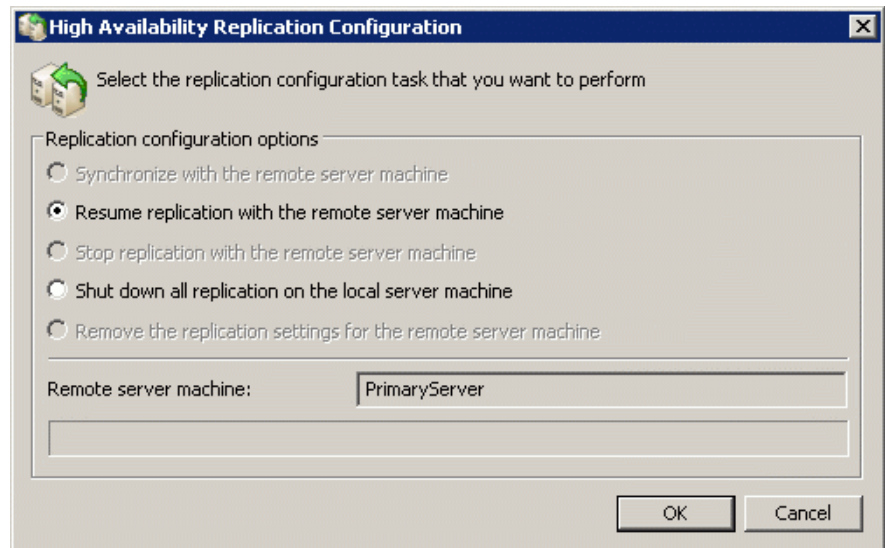 High Availability Replication Configuration
Select the replication configuration task that you want to perform
Replication configuration options
Synchronize with the remote server machine
Resume replication with the remote server machine
Stop replication with the remote server machine
Shut down all replication on the local server machine
Remove the replication settings for the remote server machine
Remote server machine: PrimaryServer
OK Cancel